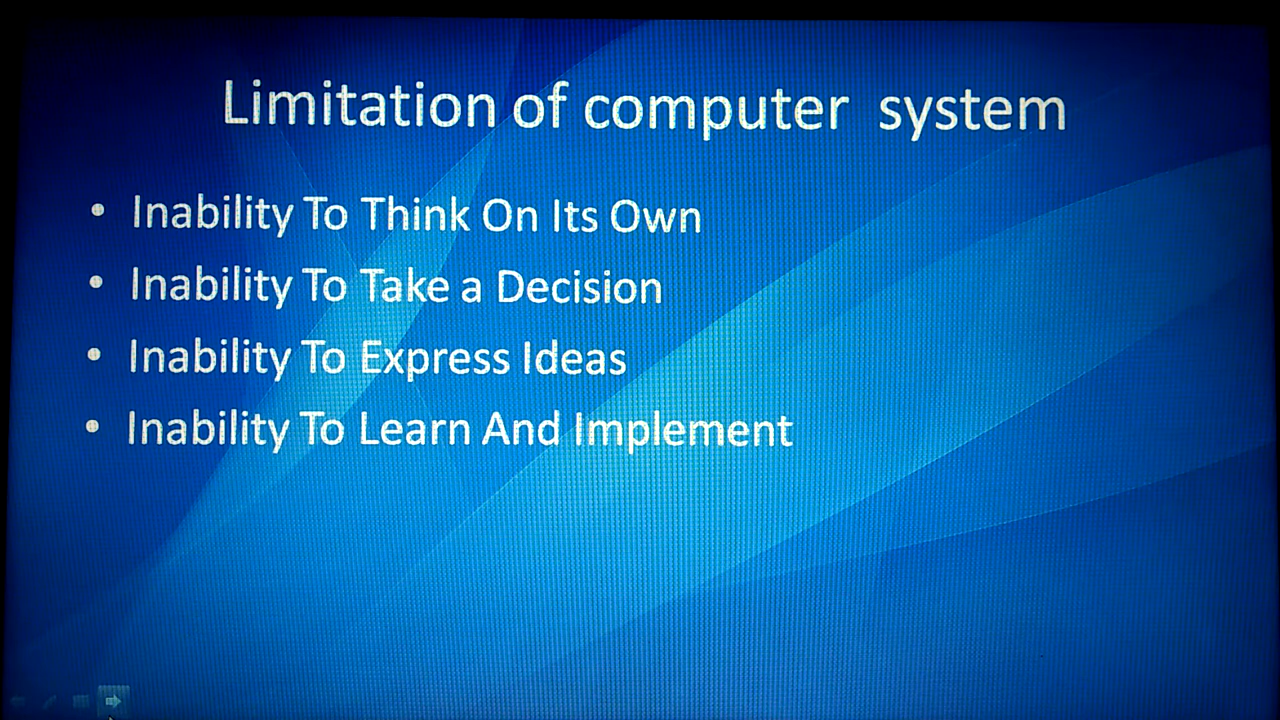 Limitation of computer system
• Inability To Think On Its Own
• Inability To Take a Decision
• Inability To Express Ideas
• Inability To Learn And Implement